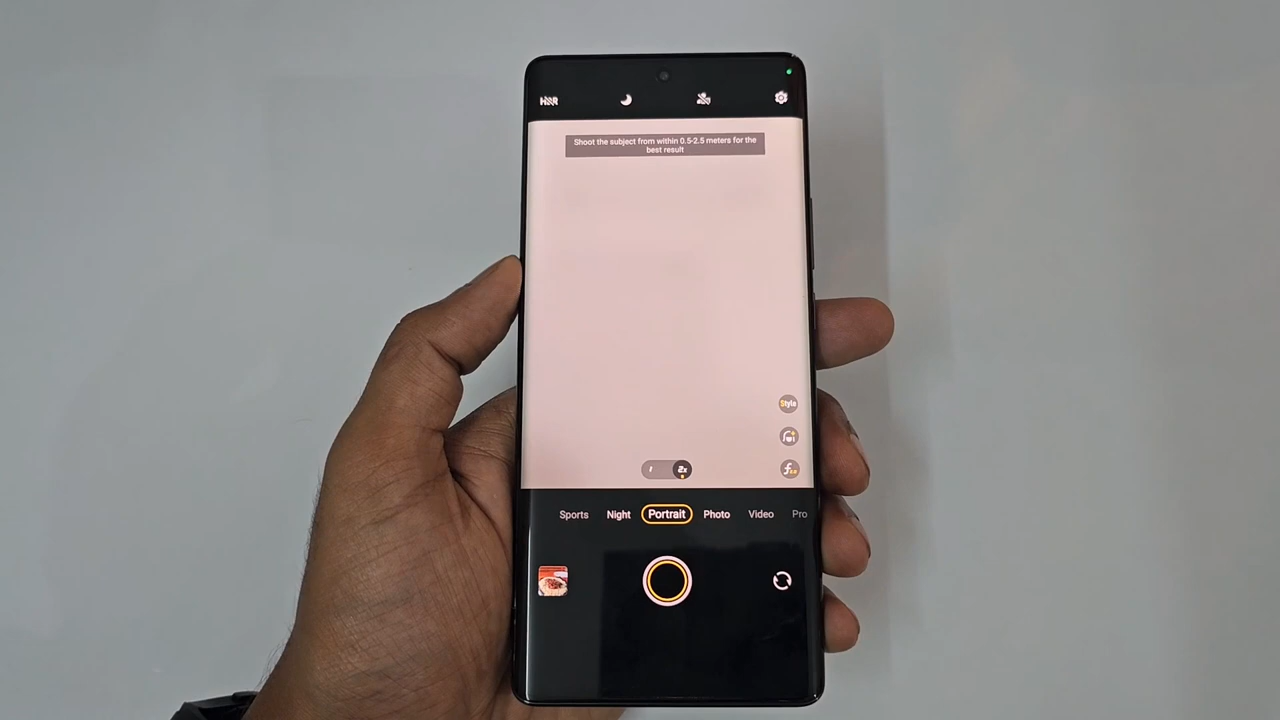 HDR
Shoot the subject from within 0.5-2.5 meters for the
best result
Style
2x
Sports Night Portrait Photo Video Pro